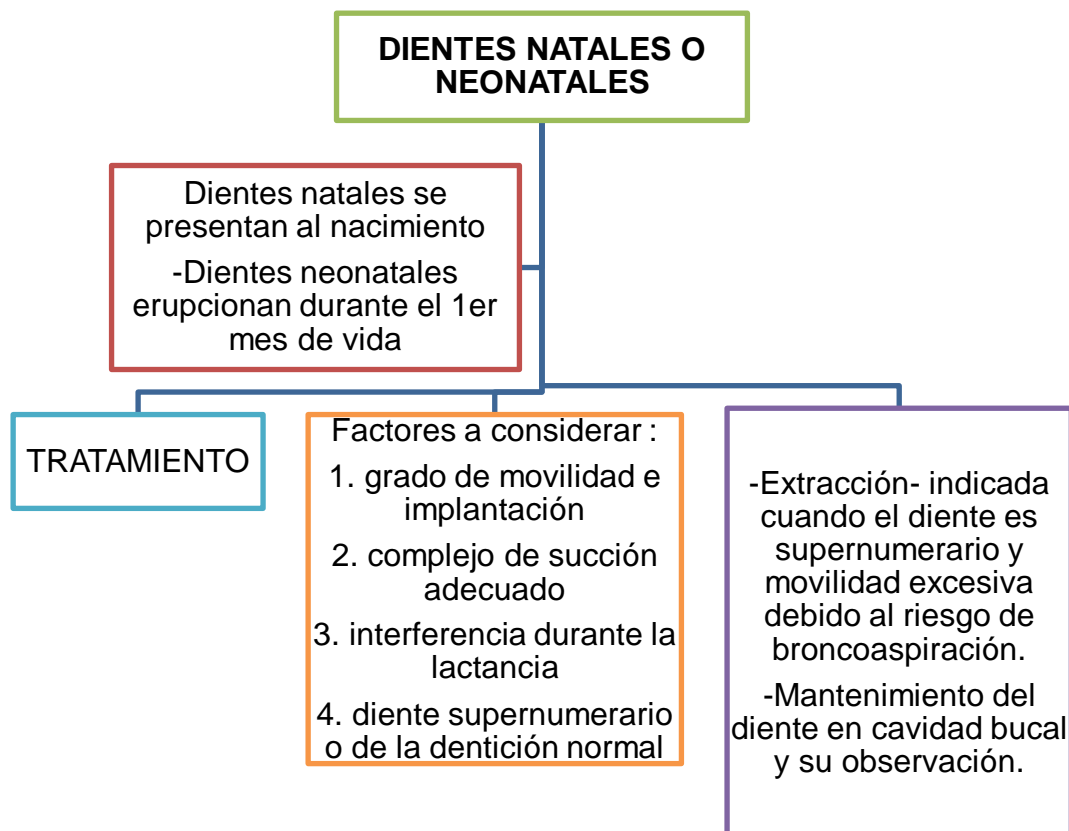 DIENTES NATALES O
NEONATALES
Dientes natales se
presentan al nacimiento
-Dientes neonatales
erupcionan durante el 1er
mes de vida
TRATAMIENTO
Factores a considerar :
1. grado de movilidad e
implantación
2. complejo de succión
adecuado
3. interferencia durante la
lactancia
4. diente supernumerario
o de la dentición normal
-Extracción- indicada
cuando el diente es
supernumerario y
movilidad excesiva
debido al riesgo de
broncoaspiración.
-Mantenimiento del
diente en cavidad bucal
y su observación.